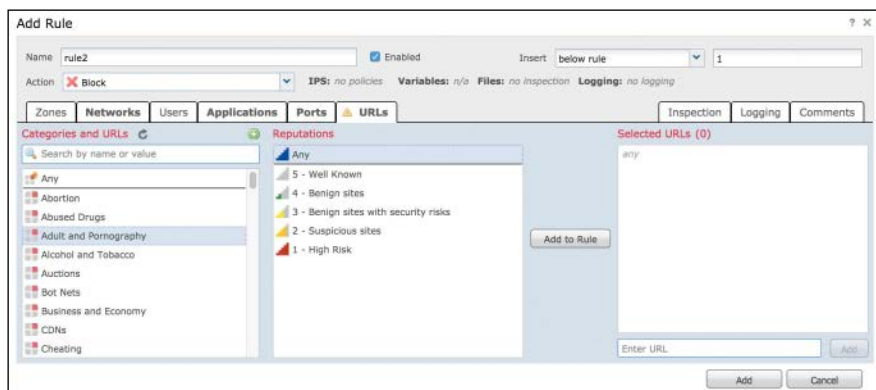 Add Rule
Name rule2 Enabled Insert below rule 1
Action Block IPS: no policies Variables: n/a Files: no inspection Logging: no logging
Zones Networks Users Applications Ports URLs Inspection Logging Comments
Categories and URLs Reputations Selected URLs (0)
Search by name or value
Any
Abortion
Abused Drugs
Adult and Pornography
Alcohol and Tobacco
Auctions
Bot Nets
Business and Economy
CDNs
Cheating
Any
5 - Well Known
4 - Benign sites
3 - Benign sites with security risks
2 - Suspicious sites
1 - High Risk
Add to Rule
any
Enter URL Add
Add Cancel